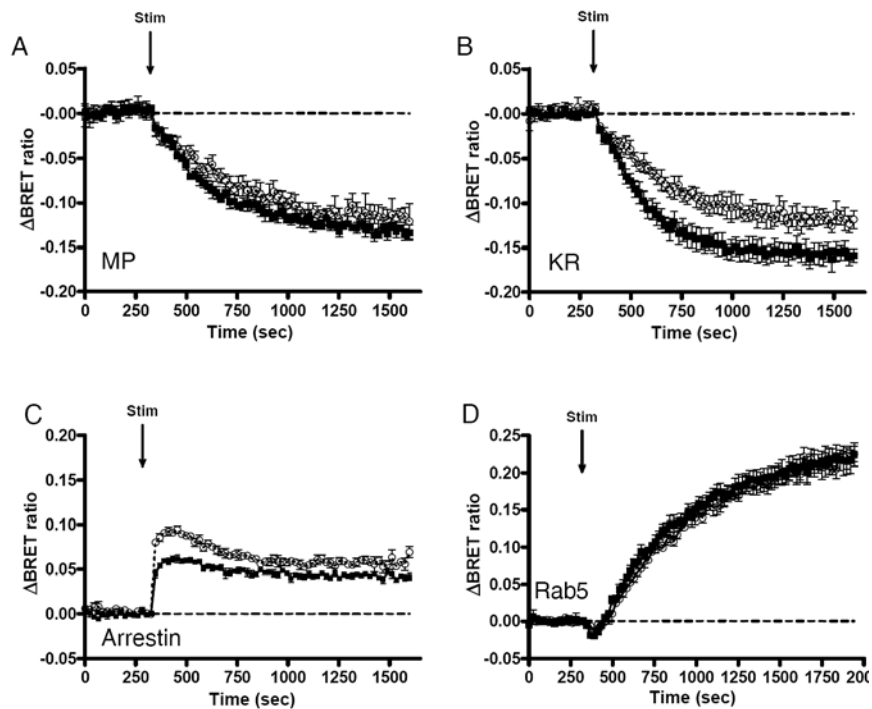 A
Stim
0.05
-0.00
-0.05
-0.10
-0.15
-0.20
ΔBRET ratio
MP
0 250 500 750 1000 1250 1500
Time (sec)
B
Stim
0.05
-0.00
-0.05
-0.10
-0.15
-0.20
ΔBRET ratio
KR
0 250 500 750 1000 1250 1500
Time (sec)
C
Stim
0.20
0.15
0.10
0.05
0.00
-0.05
ΔBRET ratio
Arrestin
0 250 500 750 1000 1250 1500
Time (sec)
D
Stim
0.25
0.20
0.15
0.10
0.05
-0.00
-0.05
ΔBRET ratio
Rab5
0 250 500 750 1000 1250 1500 1750 200
Time (sec)